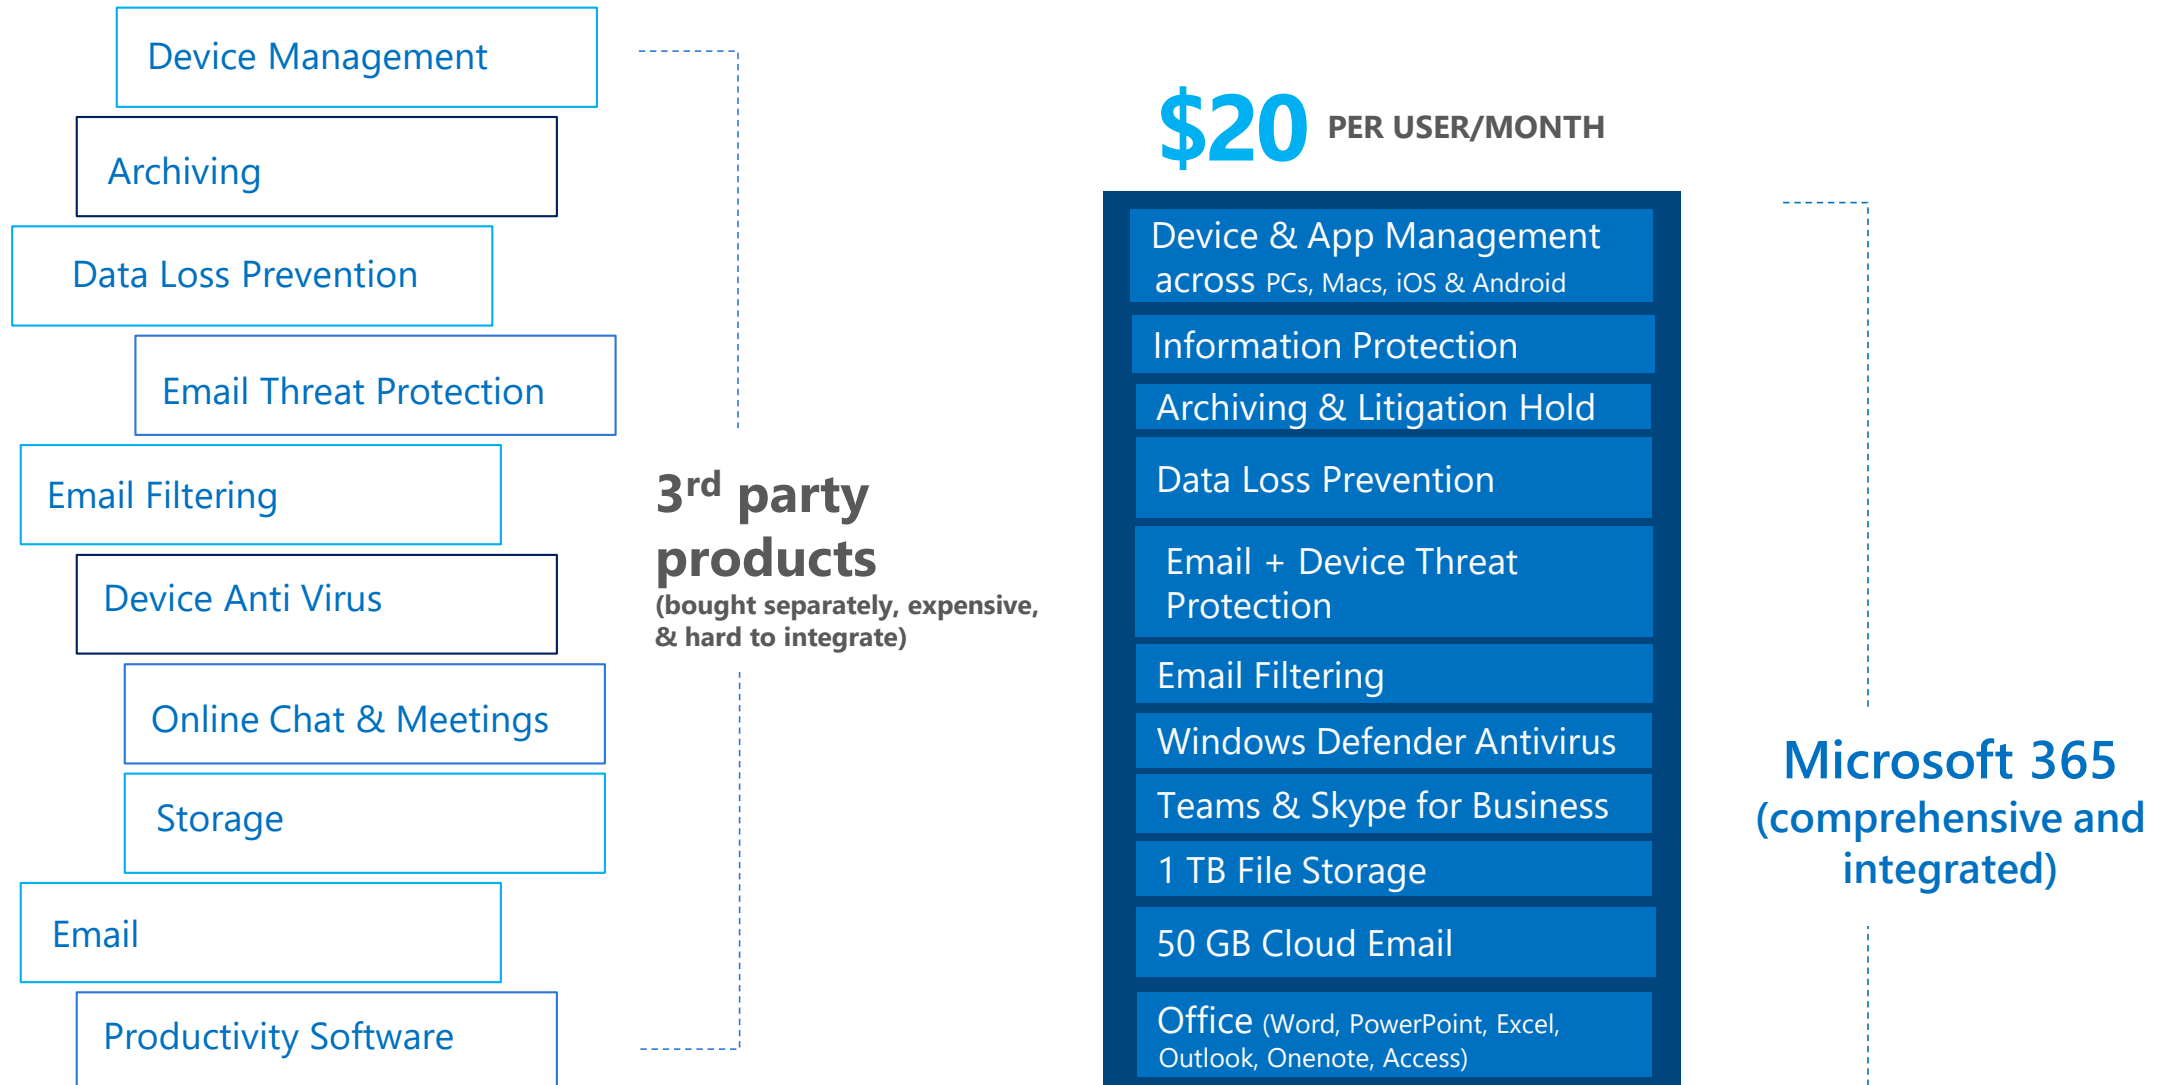 Device Management
Archiving
Data Loss Prevention
Email Threat Protection
Email Filtering
Device Anti Virus
Online Chat & Meetings
Storage
Email
Productivity Software
3rd party
products
(bought separately, expensive,
& hard to integrate)
$20 PER USER/MONTH
Device & App Management
across PCs, Macs, iOS & Android
Information Protection
Archiving & Litigation Hold
Data Loss Prevention
Email + Device Threat
Protection
Email Filtering
Windows Defender Antivirus
Teams & Skype for Business
1 TB File Storage
50 GB Cloud Email
Office (Word, PowerPoint, Excel,
Outlook, Onenote, Access)
Microsoft 365
(comprehensive and
integrated)